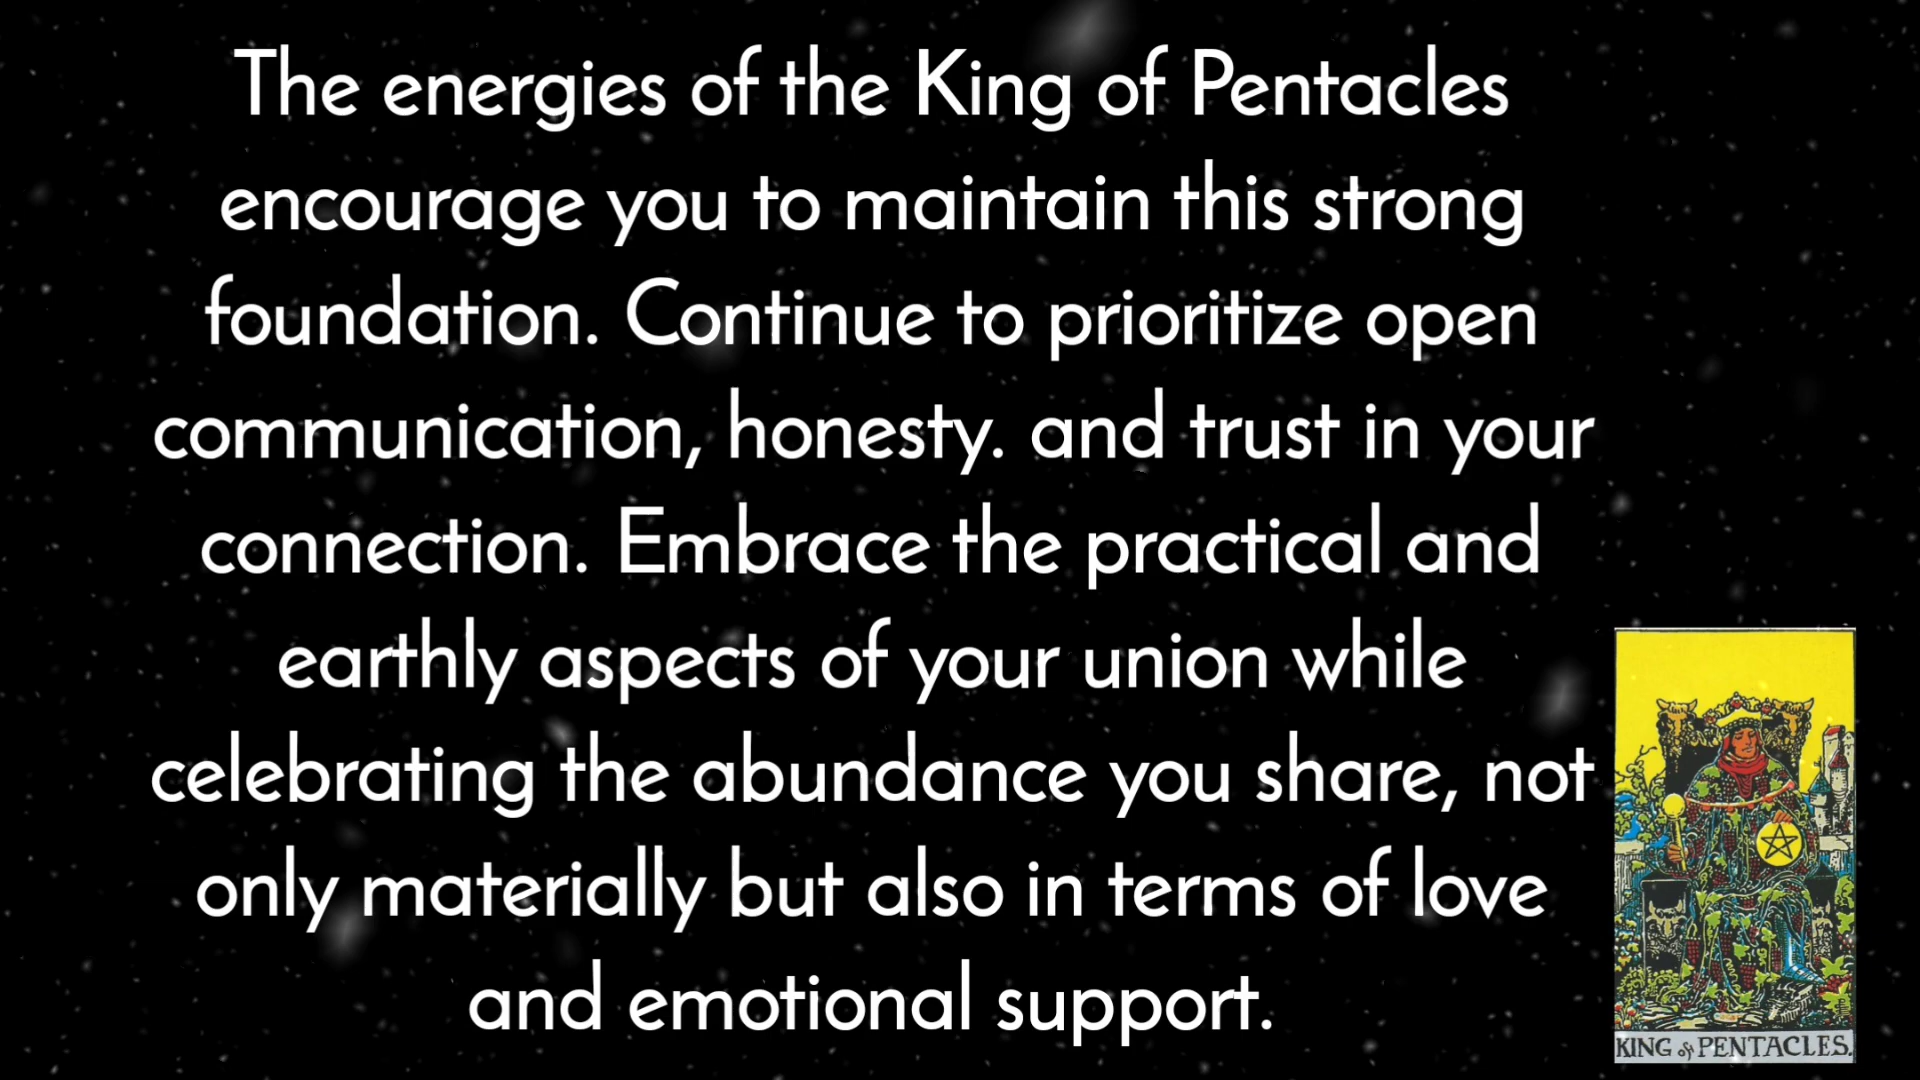 The energies of the King of Pentacles
encourage you to maintain this strong
foundation. Continue to prioritize open
communication, honesty. and trust in your
connection. Embrace the practical and
earthly aspects of your union while
celebrating the abundance you share, not
only materially but also in terms of love
and emotional support.
KING of PENTACLES.